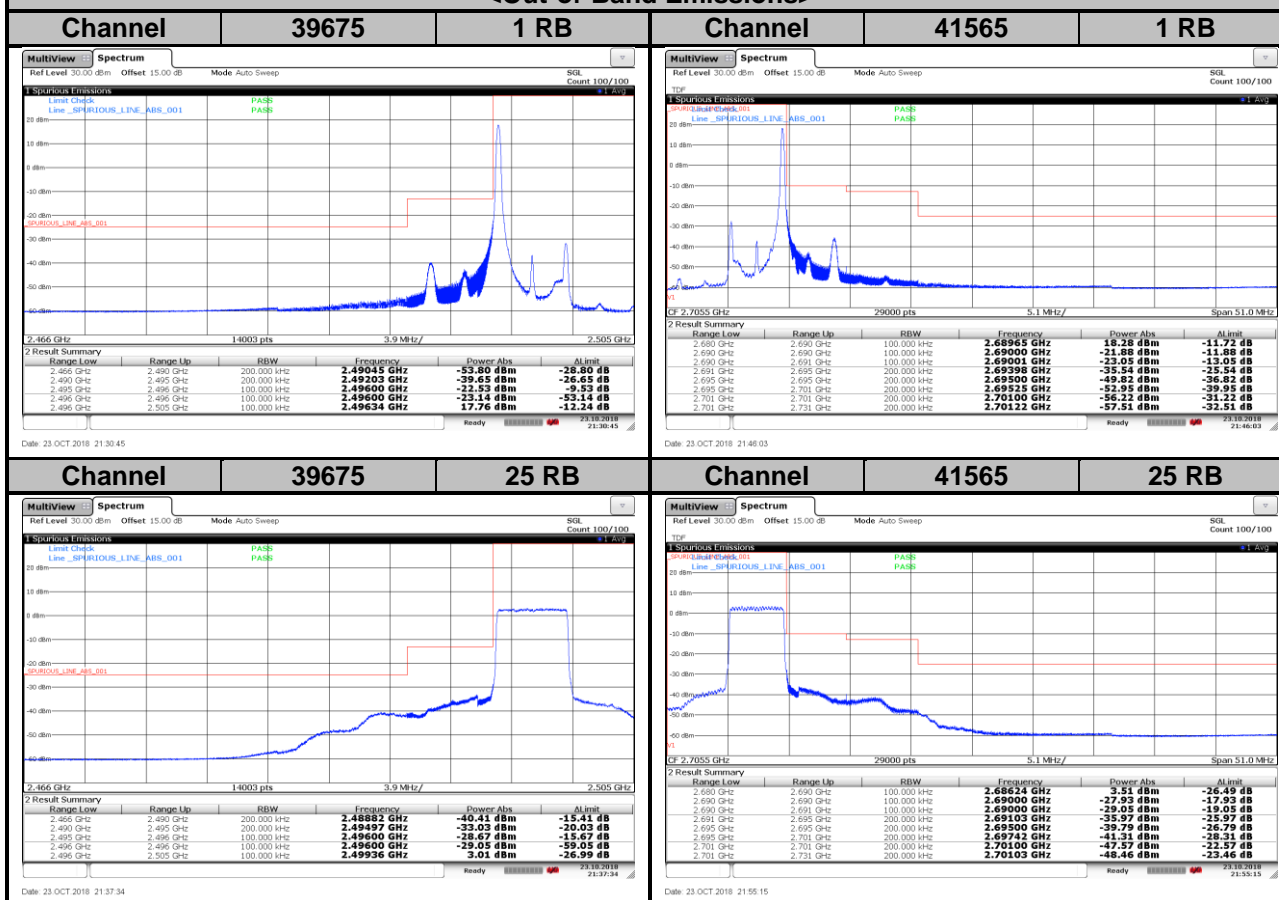 <Out-of-Band Emissions>
Channel 39675 1 RB Channel 41565 1 RB
MultiView Spectrum
Ref Level 30.00 dBm Offset 15.00 dB Mode Auto Sweep SGL
Count 100/100
1 Spurious Emissions 1 Avg
Limit Check PASS
Line _SPURIOUS_LINE_ABS_001 PASS
20 dBm
10 dBm
0 dBm
-10 dBm
-20 dBm
_SPURIOUS_LINE_ABS_001
-30 dBm
-40 dBm
-50 dBm
-60 dBm
2.466 GHz 14003 pts 3.9 MHz/ 2.505 GHz
2 Result Summary
Range Low Range Up RBW Frequency Power Abs ΔLimit
2.466 GHz 2.490 GHz 200.000 kHz 2.49045 GHz -53.80 dBm -28.80 dB
2.490 GHz 2.495 GHz 200.000 kHz 2.49203 GHz -39.65 dBm -26.65 dB
2.495 GHz 2.496 GHz 100.000 kHz 2.49600 GHz -22.53 dBm -9.53 dB
2.496 GHz 2.496 GHz 100.000 kHz 2.49600 GHz -23.14 dBm -53.14 dB
2.496 GHz 2.505 GHz 100.000 kHz 2.49634 GHz 17.76 dBm -12.24 dB
Ready 23.10.2018
21:30:45
Date: 23.OCT.2018 21:30:45
MultiView Spectrum
Ref Level 30.00 dBm Offset 15.00 dB Mode Auto Sweep SGL
Count 100/100
TDF
1 Spurious Emissions 1 Avg
Limit Check PASS
Line _SPURIOUS_LINE_ABS_001 PASS
20 dBm
10 dBm
0 dBm
-10 dBm
-20 dBm
-30 dBm
-40 dBm
-50 dBm
-60 dBm
V1
CF 2.7055 GHz 29000 pts 5.1 MHz/ Span 51.0 MHz
2 Result Summary
Range Low Range Up RBW Frequency Power Abs ΔLimit
2.680 GHz 2.690 GHz 100.000 kHz 2.68965 GHz 18.28 dBm -11.72 dB
2.690 GHz 2.690 GHz 100.000 kHz 2.69000 GHz -21.88 dBm -11.88 dB
2.690 GHz 2.691 GHz 100.000 kHz 2.69001 GHz -23.05 dBm -13.05 dB
2.691 GHz 2.695 GHz 200.000 kHz 2.69398 GHz -35.54 dBm -25.54 dB
2.695 GHz 2.695 GHz 200.000 kHz 2.69500 GHz -49.82 dBm -36.82 dB
2.695 GHz 2.701 GHz 200.000 kHz 2.69525 GHz -52.95 dBm -39.95 dB
2.701 GHz 2.701 GHz 200.000 kHz 2.70100 GHz -56.22 dBm -31.22 dB
2.701 GHz 2.731 GHz 200.000 kHz 2.70122 GHz -57.51 dBm -32.51 dB
Ready 23.10.2018
21:46:03
Date: 23.OCT.2018 21:46:03
Channel 39675 25 RB Channel 41565 25 RB
MultiView Spectrum
Ref Level 30.00 dBm Offset 15.00 dB Mode Auto Sweep SGL
Count 100/100
1 Spurious Emissions 1 Avg
Limit Check PASS
Line _SPURIOUS_LINE_ABS_001 PASS
20 dBm
10 dBm
0 dBm
-10 dBm
-20 dBm
_SPURIOUS_LINE_ABS_001
-30 dBm
-40 dBm
-50 dBm
-60 dBm
2.466 GHz 14003 pts 3.9 MHz/ 2.505 GHz
2 Result Summary
Range Low Range Up RBW Frequency Power Abs ΔLimit
2.466 GHz 2.490 GHz 200.000 kHz 2.48882 GHz -40.41 dBm -15.41 dB
2.490 GHz 2.495 GHz 200.000 kHz 2.49497 GHz -33.03 dBm -20.03 dB
2.495 GHz 2.496 GHz 100.000 kHz 2.49600 GHz -28.67 dBm -15.67 dB
2.496 GHz 2.496 GHz 100.000 kHz 2.49600 GHz -29.05 dBm -59.05 dB
2.496 GHz 2.505 GHz 100.000 kHz 2.49936 GHz 3.01 dBm -26.99 dB
Ready 23.10.2018
21:37:34
Date: 23.OCT.2018 21:37:34
MultiView Spectrum
Ref Level 30.00 dBm Offset 15.00 dB Mode Auto Sweep SGL
Count 100/100
TDF
1 Spurious Emissions 1 Avg
Limit Check PASS
Line _SPURIOUS_LINE_ABS_001 PASS
20 dBm
10 dBm
0 dBm
-10 dBm
-20 dBm
-30 dBm
-40 dBm
-50 dBm
-60 dBm
V1
CF 2.7055 GHz 29000 pts 5.1 MHz/ Span 51.0 MHz
2 Result Summary
Range Low Range Up RBW Frequency Power Abs ΔLimit
2.680 GHz 2.690 GHz 100.000 kHz 2.68624 GHz 3.51 dBm -26.49 dB
2.690 GHz 2.690 GHz 100.000 kHz 2.69000 GHz -27.93 dBm -17.93 dB
2.690 GHz 2.691 GHz 100.000 kHz 2.69000 GHz -29.05 dBm -19.05 dB
2.691 GHz 2.695 GHz 200.000 kHz 2.69103 GHz -35.97 dBm -25.97 dB
2.695 GHz 2.695 GHz 200.000 kHz 2.69500 GHz -39.79 dBm -26.79 dB
2.695 GHz 2.701 GHz 200.000 kHz 2.69742 GHz -41.31 dBm -28.31 dB
2.701 GHz 2.701 GHz 200.000 kHz 2.70100 GHz -47.57 dBm -22.57 dB
2.701 GHz 2.731 GHz 200.000 kHz 2.70103 GHz -48.46 dBm -23.46 dB
Ready 23.10.2018
21:55:15
Date: 23.OCT.2018 21:55:15